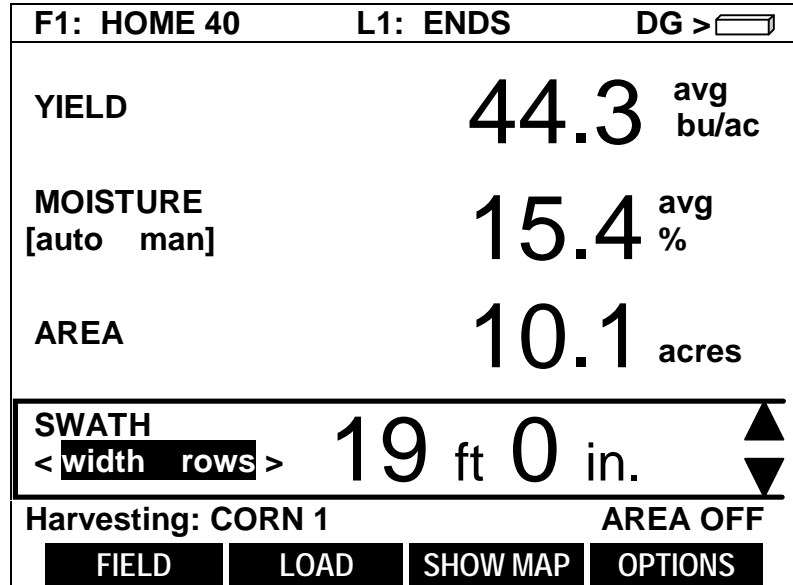 F1: HOME 40 L1: ENDS DG >
YIELD 44.3 avg bu/ac
MOISTURE [auto man] 15.4 avg %
AREA 10.1 acres
SWATH < width rows > 19 ft 0 in.
Harvesting: CORN 1 AREA OFF
FIELD LOAD SHOW MAP OPTIONS